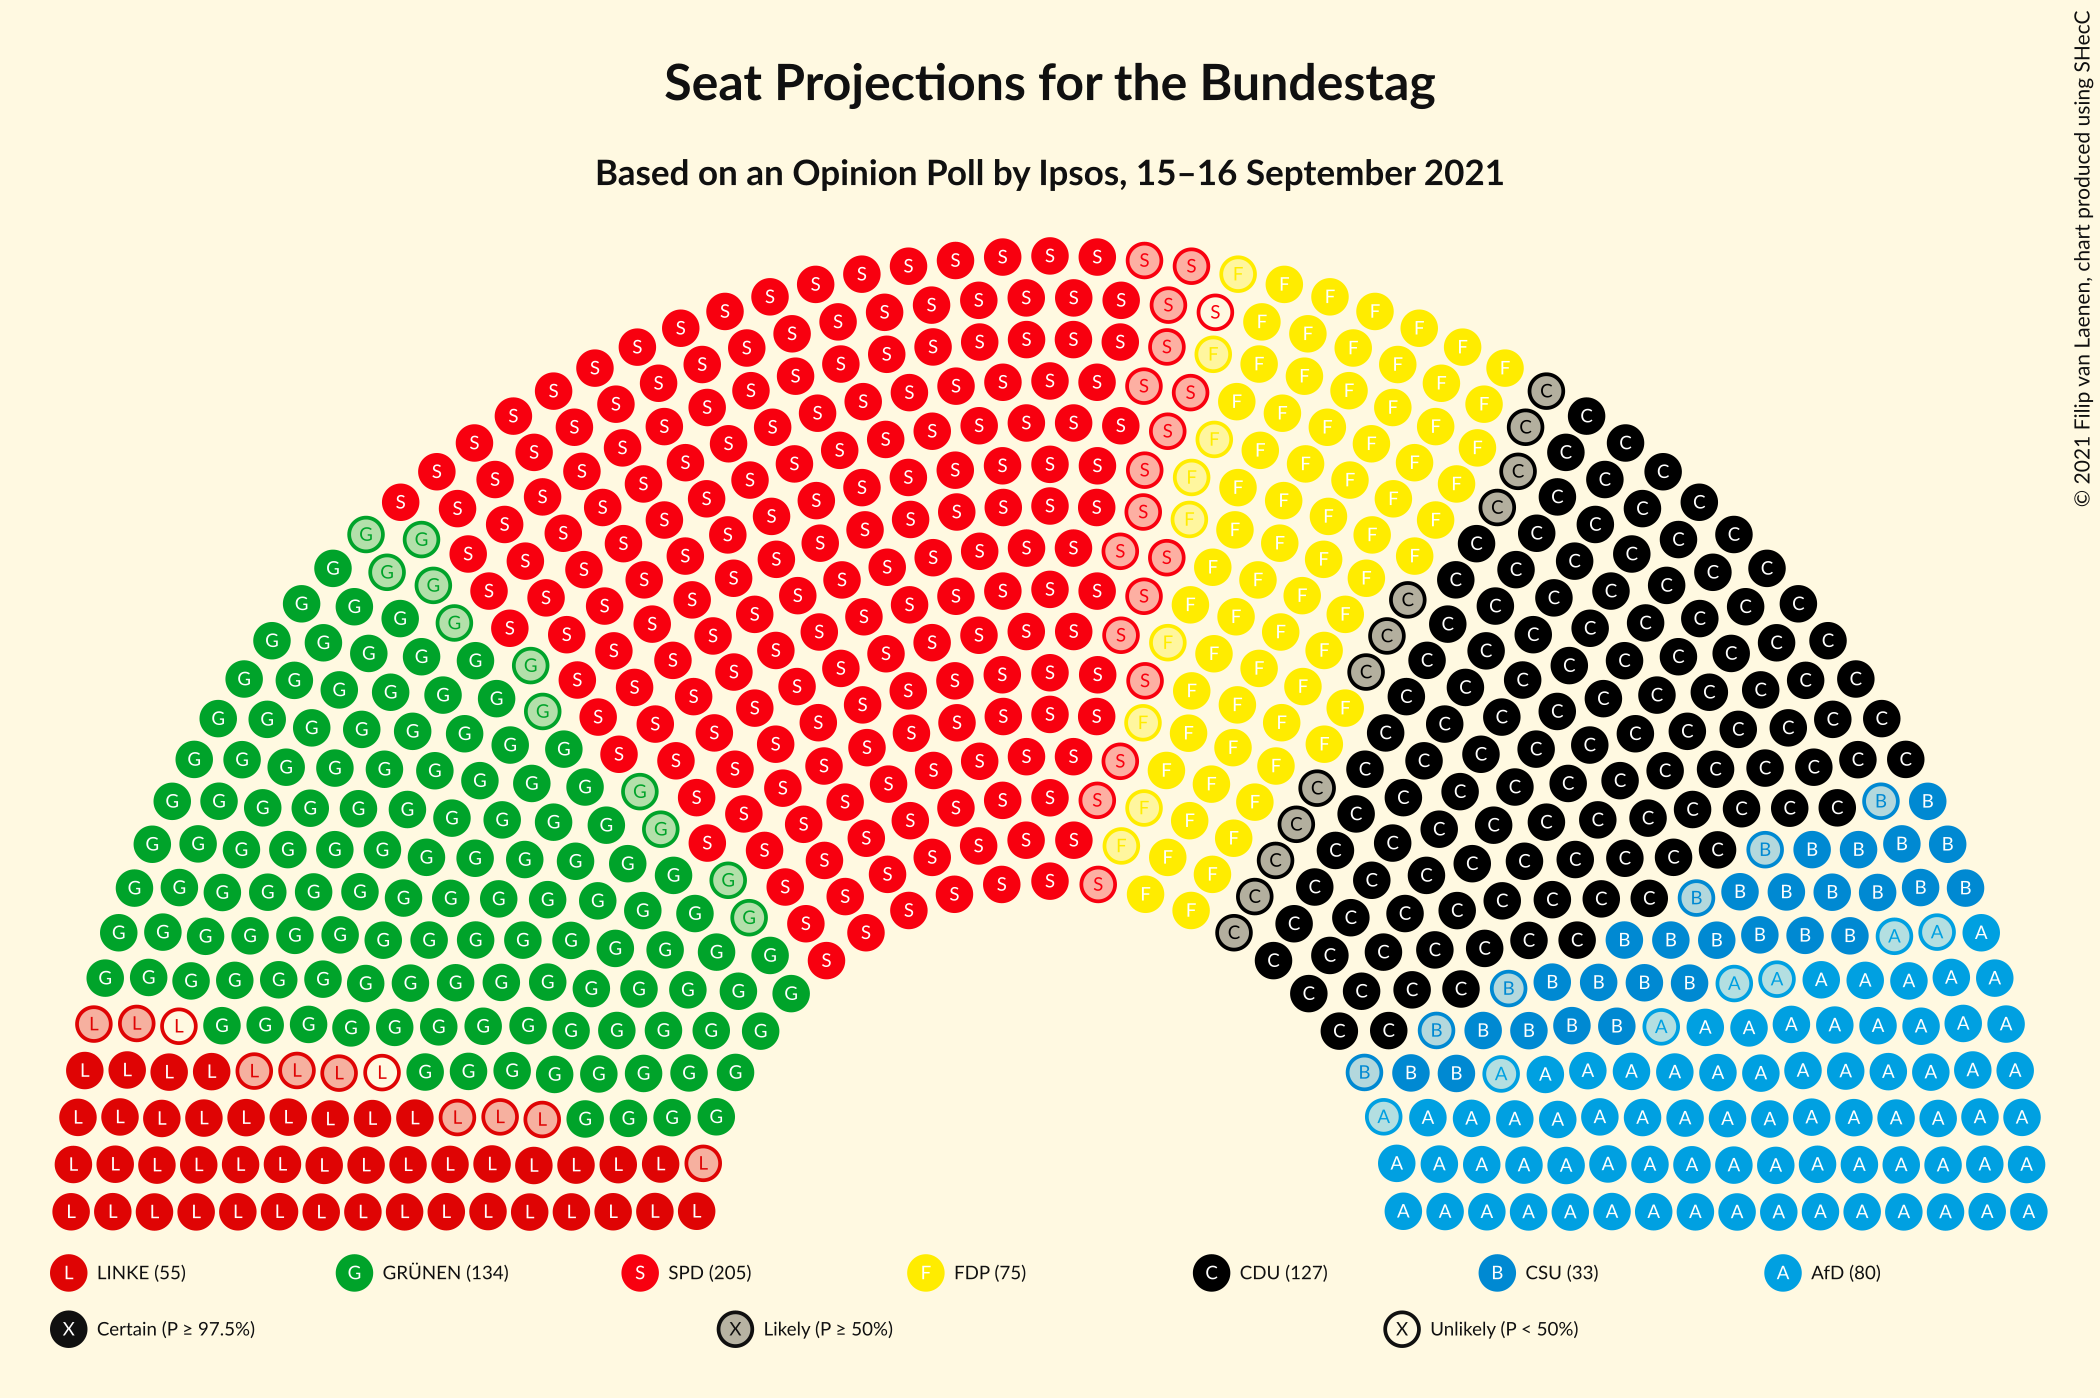 Seat Projections for the Bundestag
Based on an Opinion Poll by Ipsos, 15–16 September 2021
© 2021 Filip van Laenen, chart produced using SHecC
L LINKE (55) G GRÜNEN (134) S SPD (205) F FDP (75) C CDU (127) B CSU (33) A AfD (80)
X Certain (P ≥ 97.5%) X Likely (P ≥ 50%) X Unlikely (P < 50%)